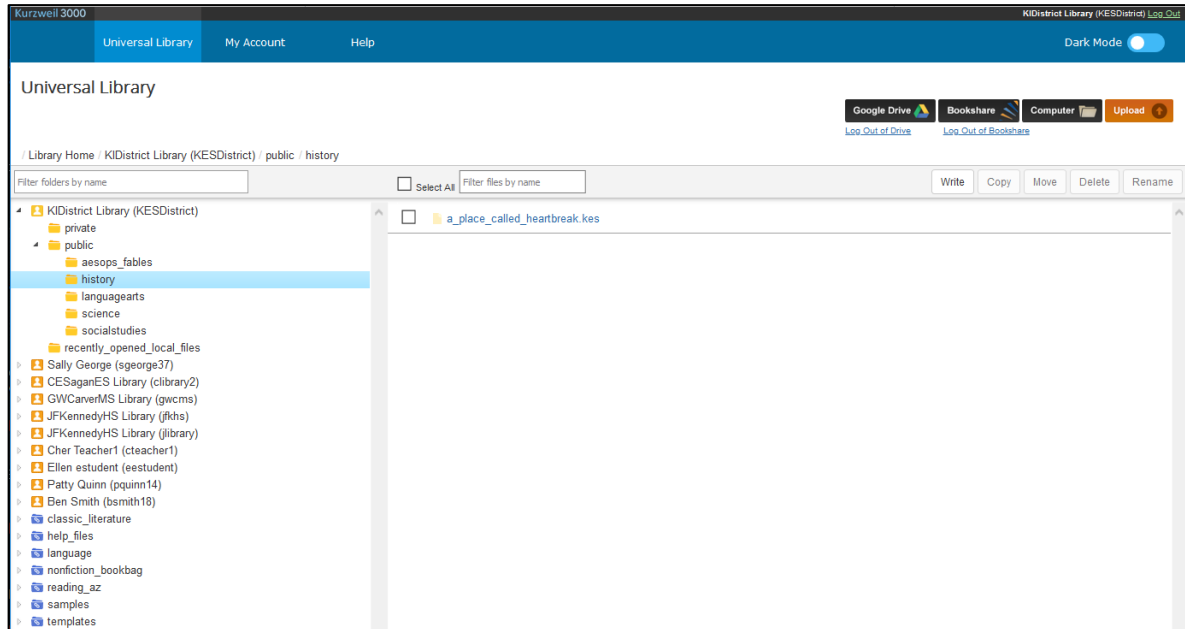 Kurzweil 3000
KIDistrict Library (KESDistrict) Log Out
Universal Library My Account Help Dark Mode
Universal Library
Google Drive Bookshare Computer Upload
Log Out of Drive Log Out of Bookshare
/ Library Home / KIDistrict Library (KESDistrict) / public / history
Filter folders by name
Select All Filter files by name
Write Copy Move Delete Rename
KIDistrict Library (KESDistrict)
private
public
aesops_fables
history
languagearts
science
socialstudies
recently_opened_local_files
Sally George (sgeorge37)
CESaganES Library (clibrary2)
GWCarverMS Library (gwcms)
JFKennedyHS Library (jfkhs)
JFKennedyHS Library (jlibrary)
Cher Teacher1 (cteacher1)
Ellen estudent (eestudent)
Patty Quinn (pquinn14)
Ben Smith (bsmith18)
classic_literature
help_files
language
nonfiction_bookbag
reading_az
samples
templates
a_place_called_heartbreak.kes